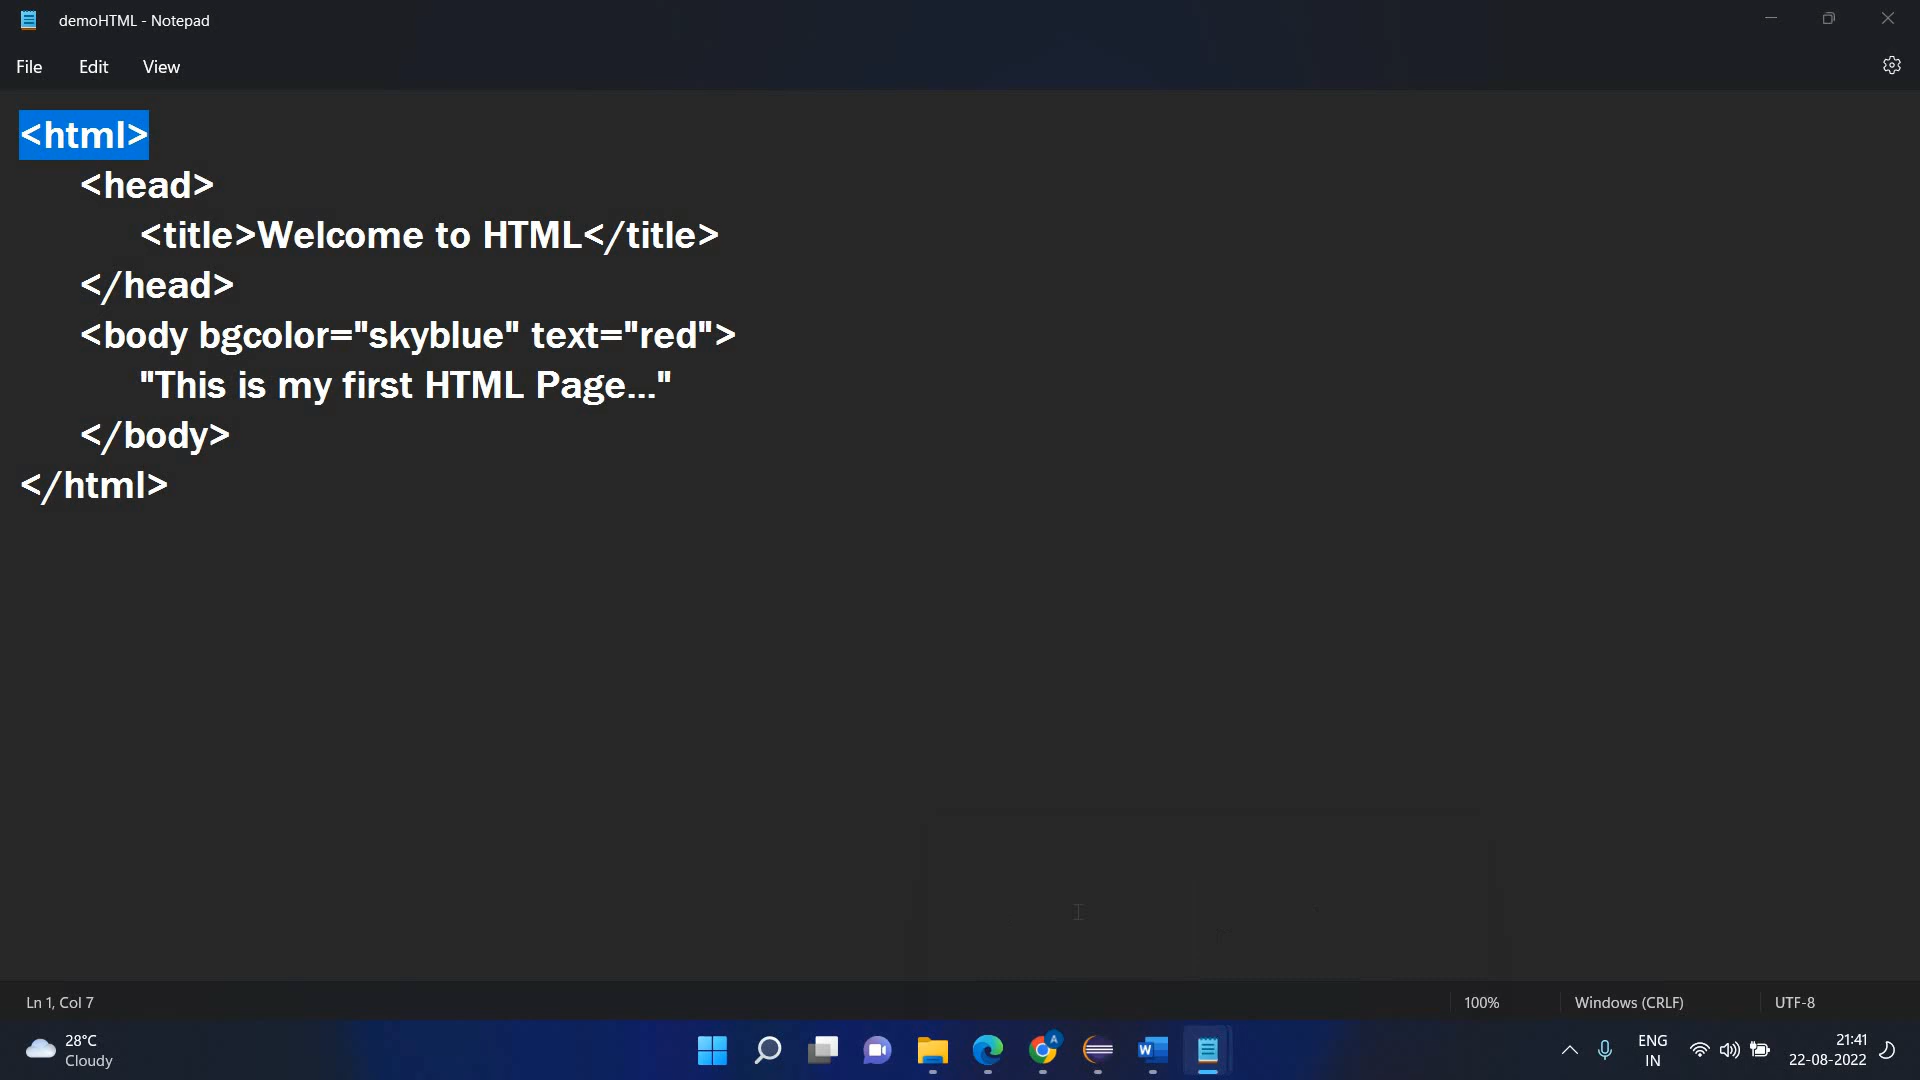 demoHTML - Notepad
File Edit View
<html>
<head>
<title>Welcome to HTML</title>
</head>
<body bgcolor="skyblue" text="red">
"This is my first HTML Page..."
</body>
</html>
Ln 1, Col 7 100% Windows (CRLF) UTF-8
28°C
Cloudy
A
W
ENG
IN
21:41
22-08-2022